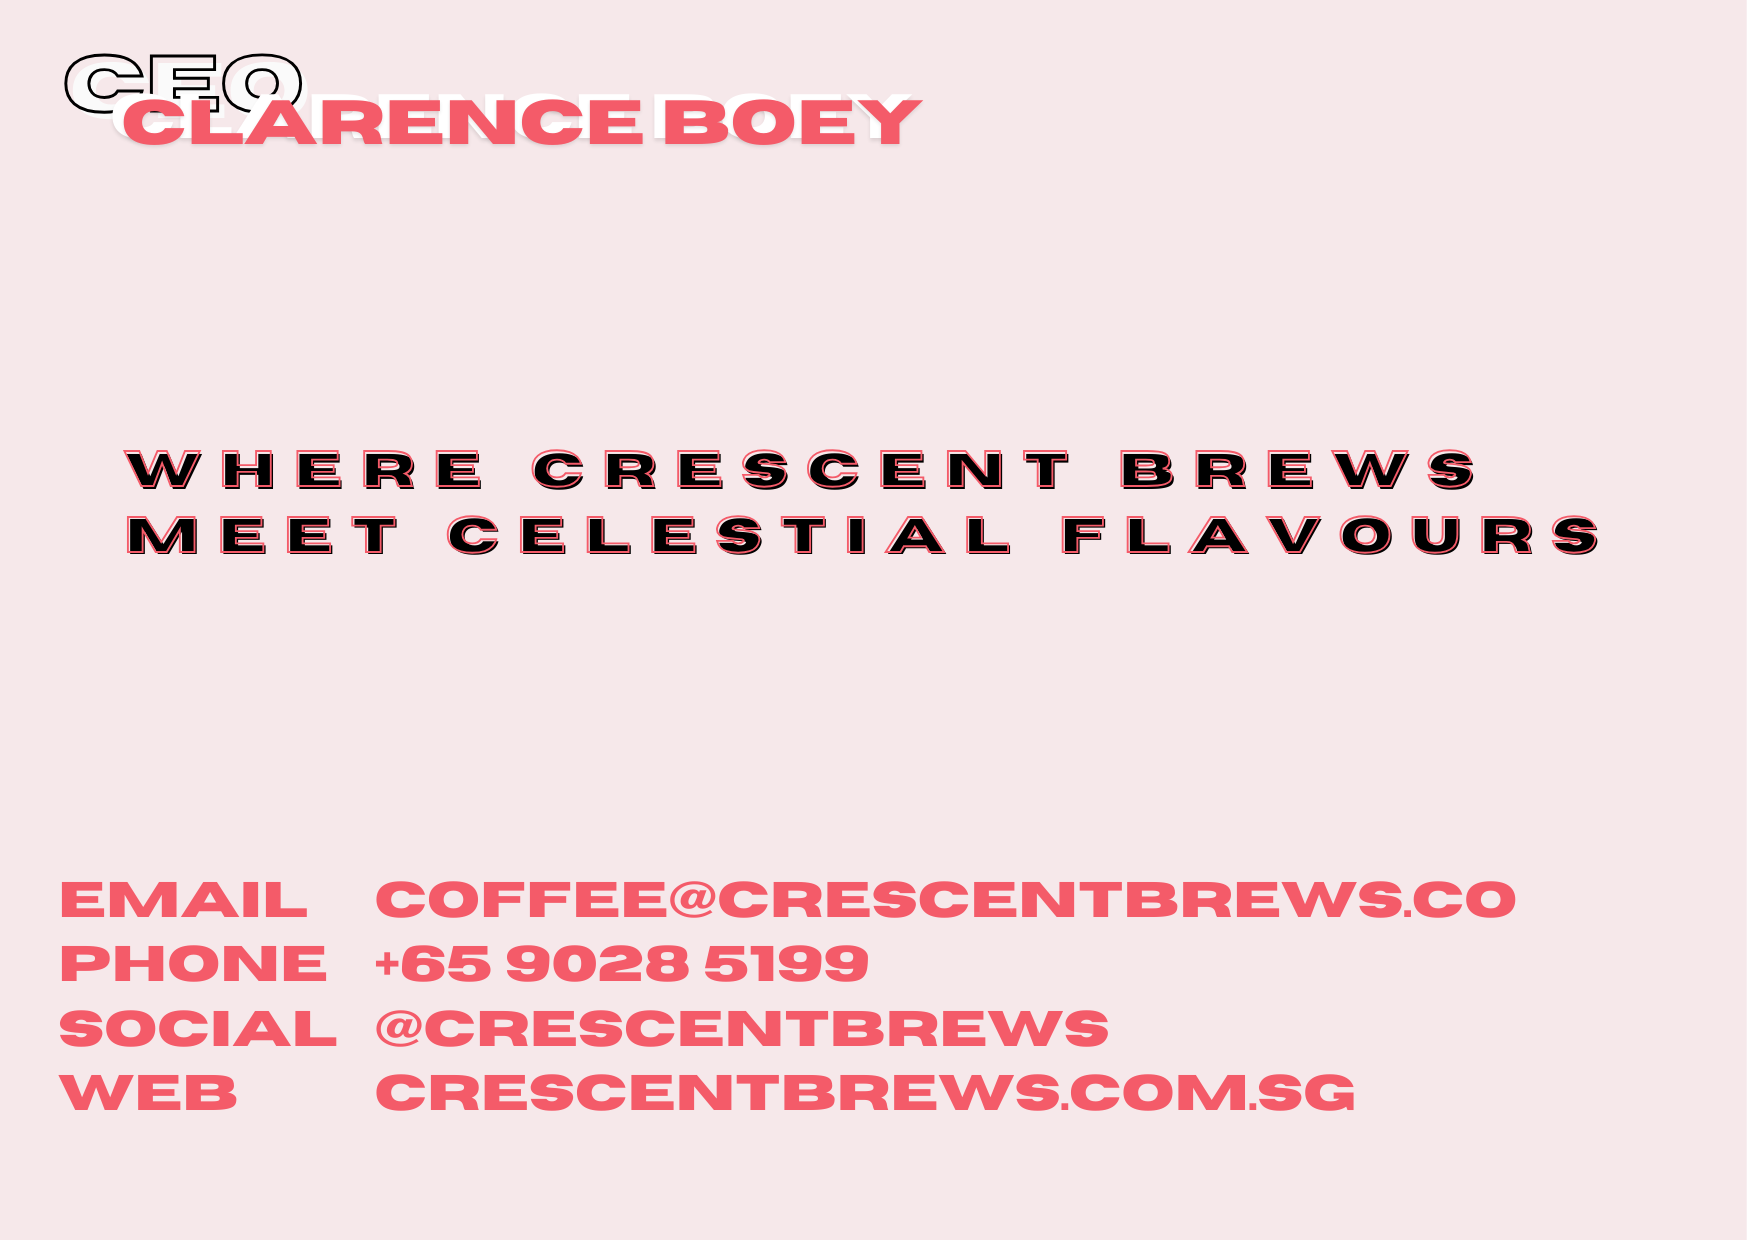 CEO
CLARENCE BOEY
WHERE CRESCENT BREWS
MEET CELESTIAL FLAVOURS
EMAIL COFFEE@CRESCENTBREWS.CO
PHONE +65 9028 5199
SOCIAL @CRESCENTBREWS
WEB CRESCENTBREWS.COM.SG